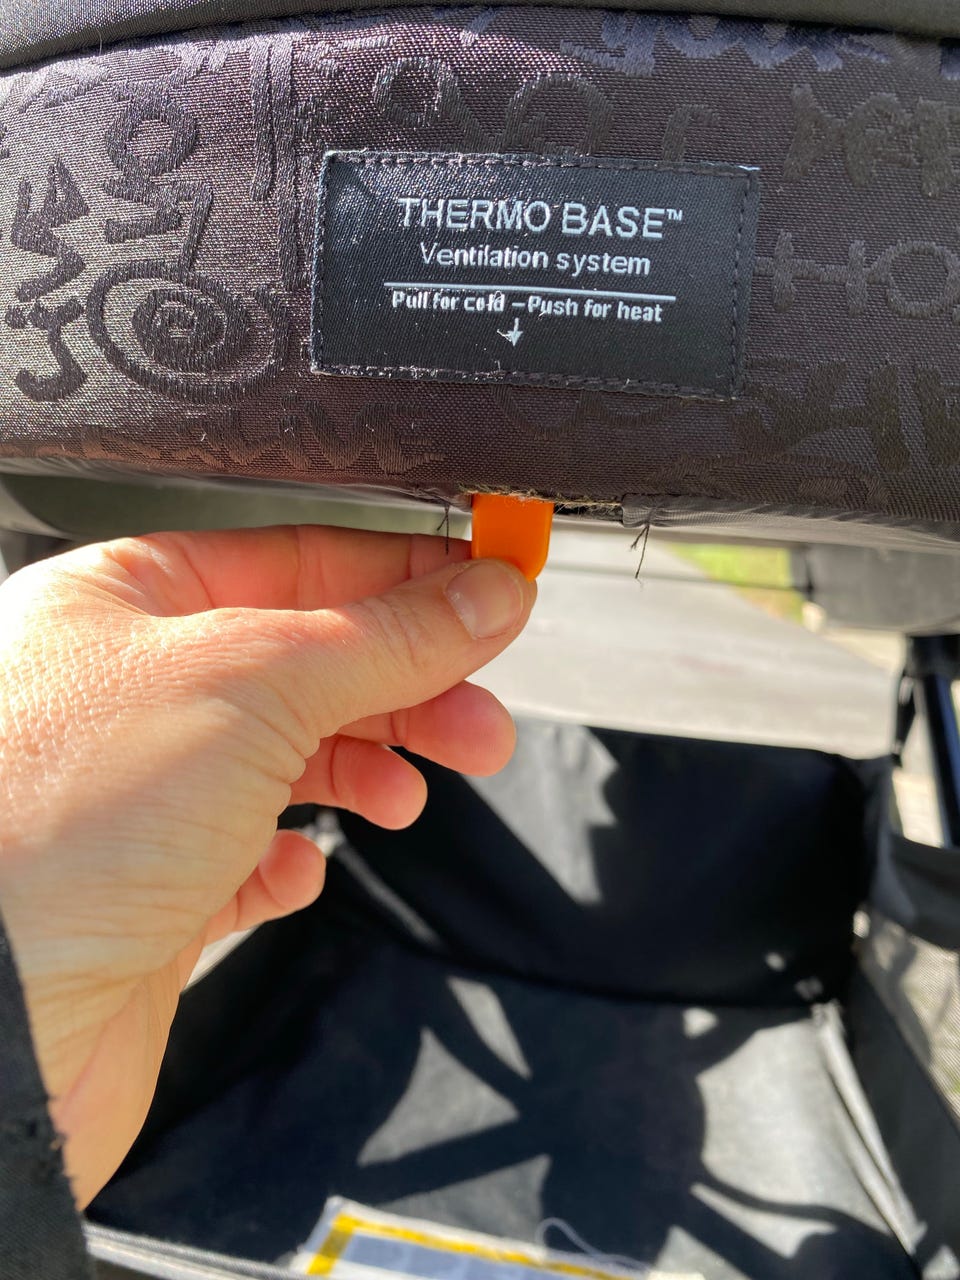 THERMO BASE™
Ventilation system
Pull for cold - Push for heat